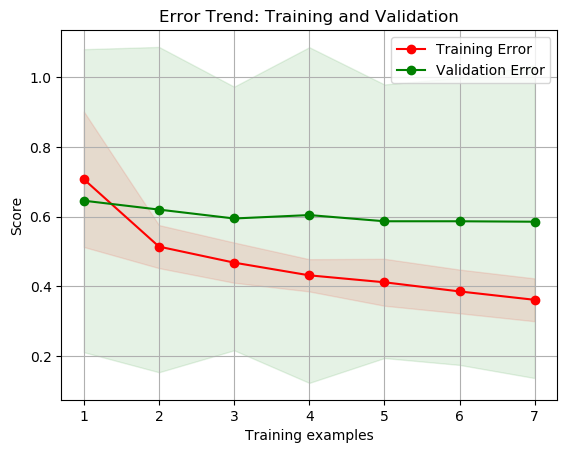 Error Trend: Training and Validation
Training Error
Validation Error
Score
1.0
0.8
0.6
0.4
0.2
1 2 3 4 5 6 7
Training examples